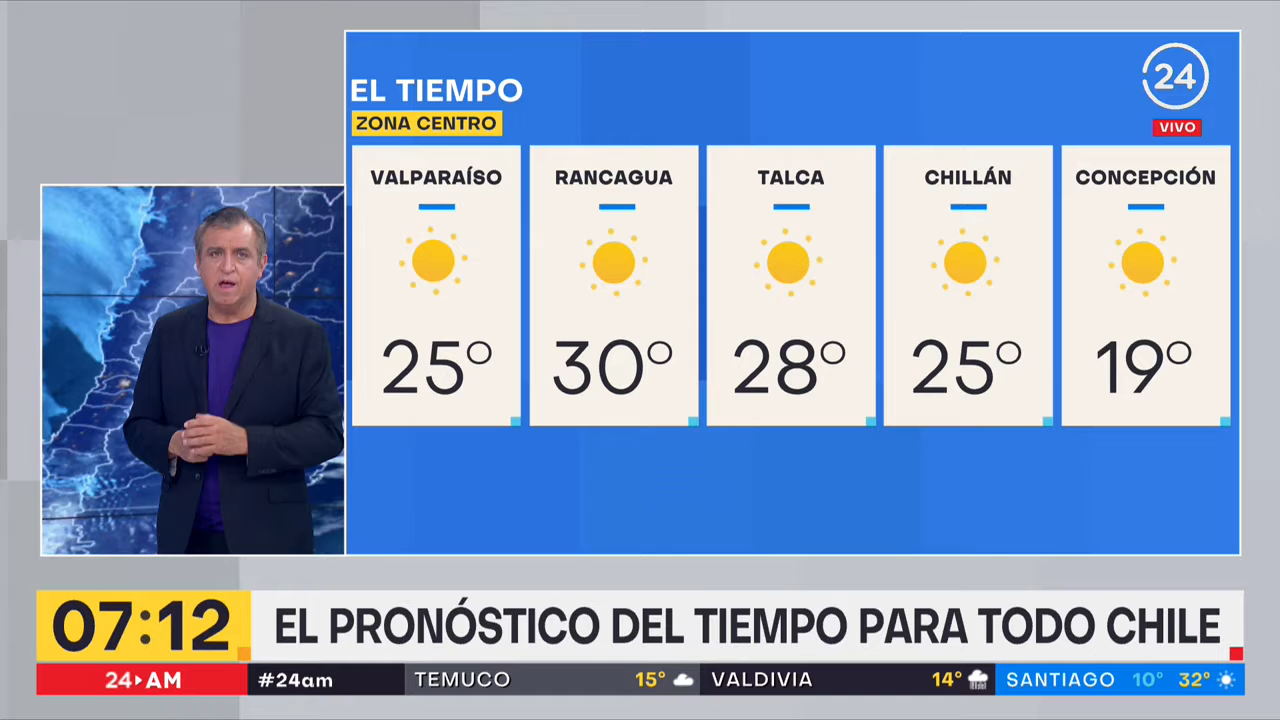 EL TIEMPO
ZONA CENTRO
24
VIVO
VALPARAÍSO
25°
RANCAGUA
30°
TALCA
28°
CHILLÁN
25°
CONCEPCIÓN
19°
07:12
EL PRONÓSTICO DEL TIEMPO PARA TODO CHILE
24 AM
#24am
TEMUCO 15°
VALDIVIA 14°
SANTIAGO 10° 32°